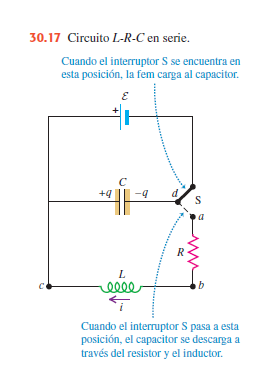 30.17 Circuito L-R-C en serie.
Cuando el interruptor S se encuentra en
esta posición, la fem carga al capacitor.
ℰ
+
C
+q −q d S
a
R
L
c b
i
Cuando el interruptor S pasa a esta
posición, el capacitor se descarga a
través del resistor y el inductor.